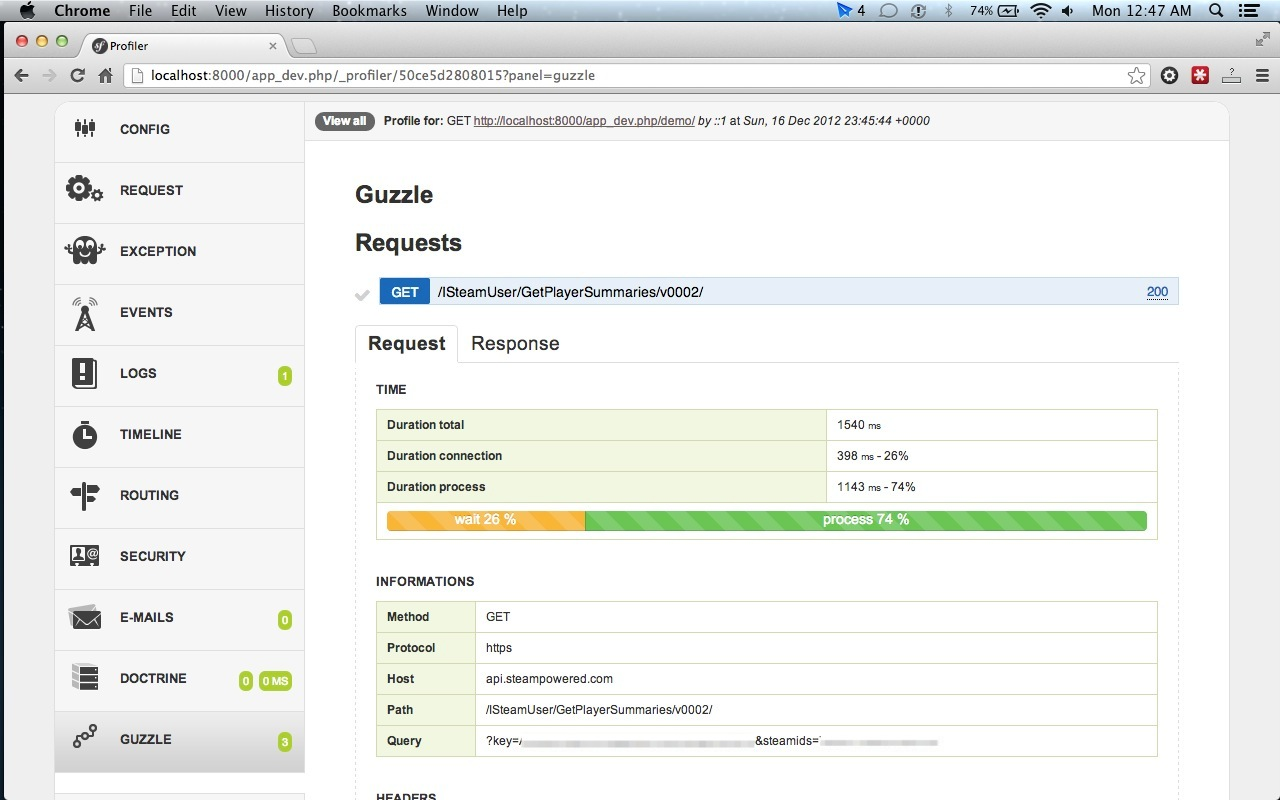 Chrome File Edit View History Bookmarks Window Help 4 74% Mon 12:47 AM
sf Profiler
localhost:8000/app_dev.php/_profiler/50ce5d2808015?panel=guzzle
CONFIG
REQUEST
EXCEPTION
EVENTS
LOGS 1
TIMELINE
ROUTING
SECURITY
E-MAILS 0
DOCTRINE 0 0 MS
GUZZLE 3
View all Profile for: GET http://localhost:8000/app_dev.php/demo/ by ::1 at Sun, 16 Dec 2012 23:45:44 +0000
Guzzle
Requests
GET /ISteamUser/GetPlayerSummaries/v0002/ 200
Request Response
TIME
Duration total 1540 ms
Duration connection 398 ms - 26%
Duration process 1143 ms - 74%
wait 26 % process 74 %
INFORMATIONS
Method GET
Protocol https
Host api.steampowered.com
Path /ISteamUser/GetPlayerSummaries/v0002/
Query ?key= &steamids=
HEADERS